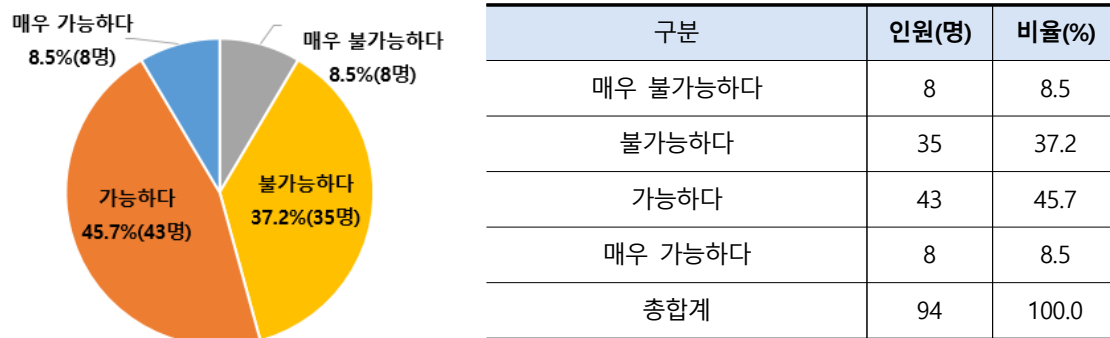 매우 가능하다
8.5%(8명)
매우 불가능하다
8.5%(8명)
가능하다
45.7%(43명)
불가능하다
37.2%(35명)
구분 인원(명) 비율(%)
매우 불가능하다 8 8.5
불가능하다 35 37.2
가능하다 43 45.7
매우 가능하다 8 8.5
총합계 94 100.0